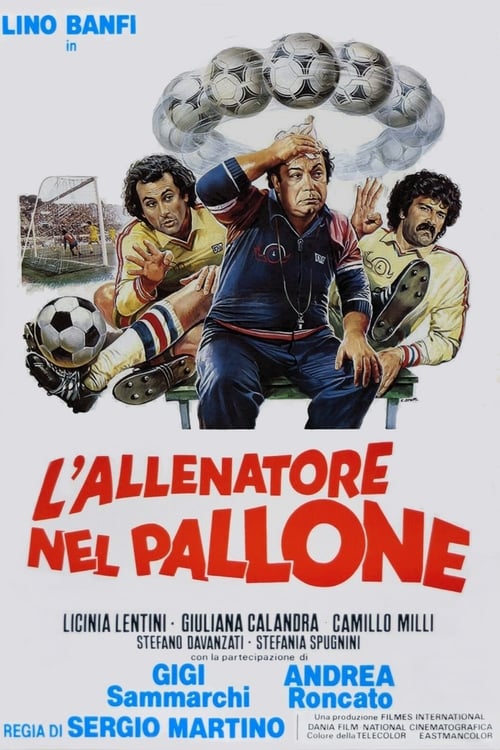 LINO BANFI
in
L'ALLENATORE
NEL PALLONE
LICINIA LENTINI · GIULIANA CALANDRA · CAMILLO MILLI
STEFANO DAVANZATI · STEFANIA SPUGNINI
con la partecipazione di
GIGI ANDREA
Sammarchi Roncato
REGIA DI SERGIO MARTINO
Una produzione FILMES INTERNATIONAL
DANIA FILM NATIONAL CINEMATOGRAFICA
Colore della TELECOLOR EASTMANCOLOR